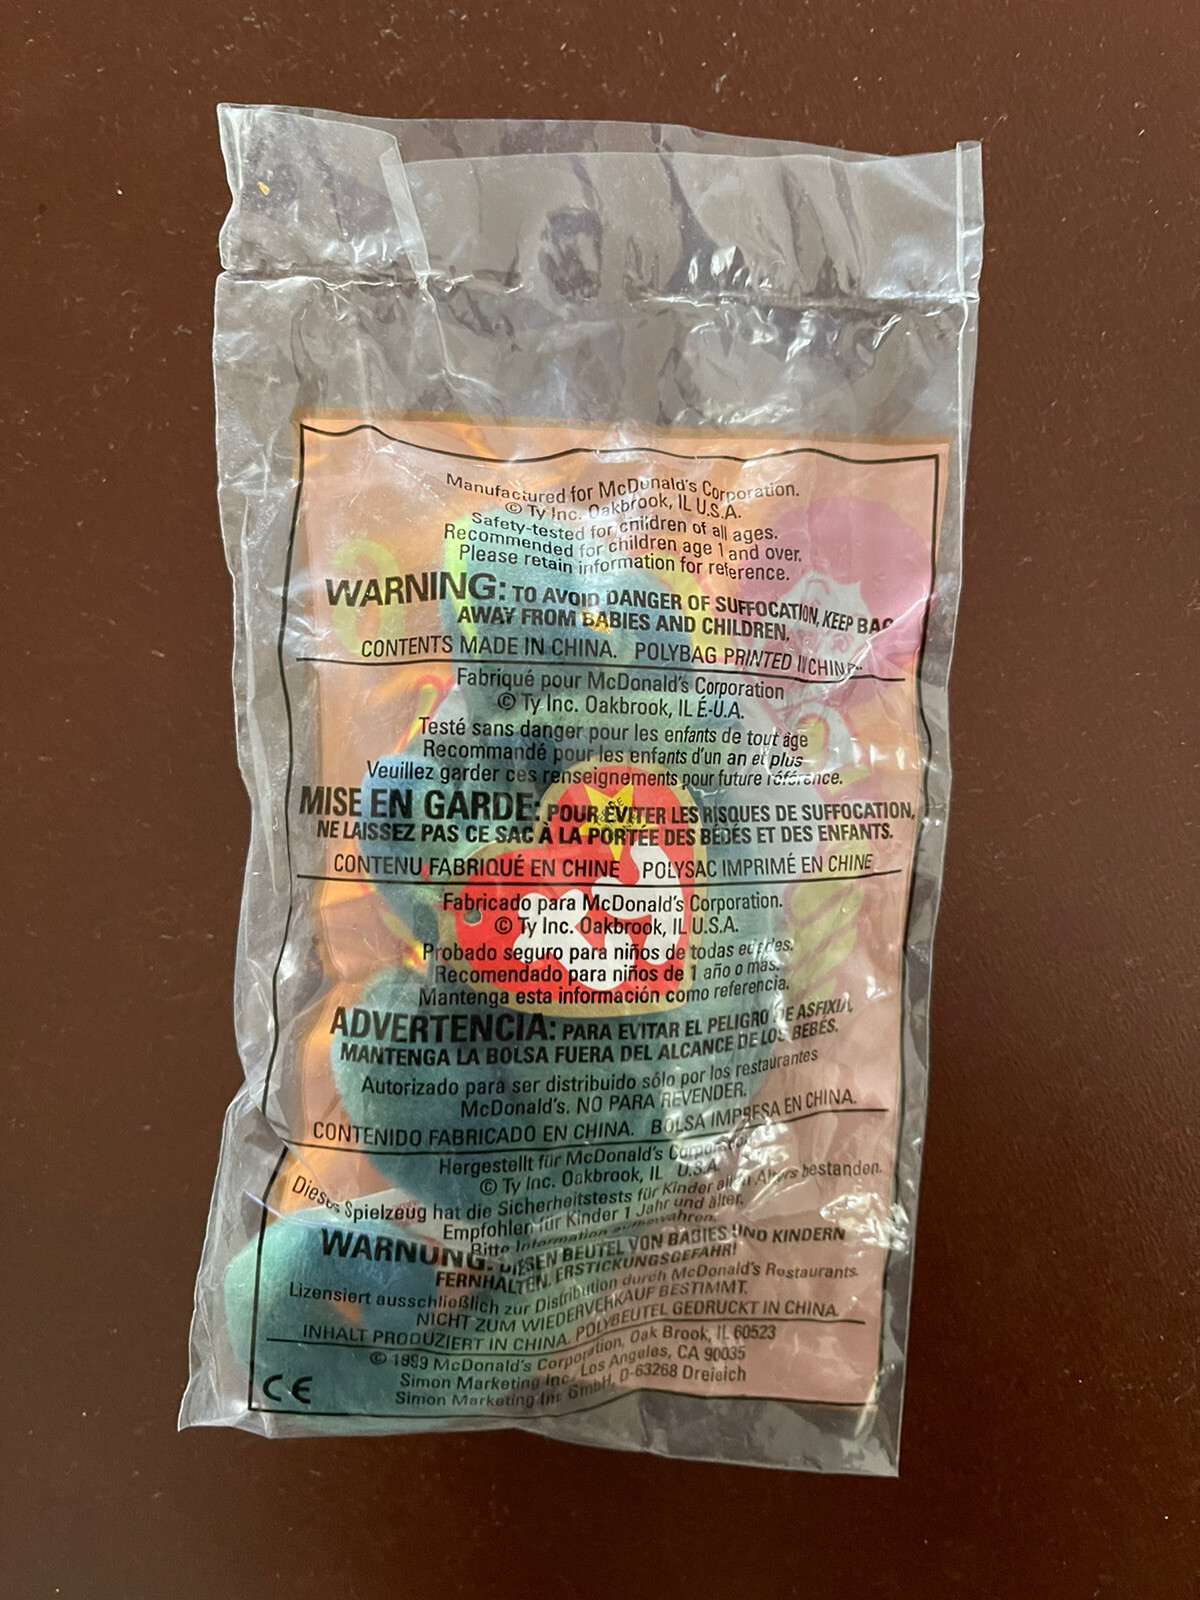 Manufactured for McDonald's Corporation.
© Ty Inc. Oakbrook, IL U.S.A.
Safety-tested for children of all ages.
Recommended for children age 1 and over.
Please retain information for reference.
WARNING: TO AVOID DANGER OF SUFFOCATION, KEEP BAG
AWAY FROM BABIES AND CHILDREN.
CONTENTS MADE IN CHINA. POLYBAG PRINTED IN CHINA
Fabriqué pour McDonald's Corporation
© Ty Inc. Oakbrook, IL É-U.A.
Testé sans danger pour les enfants de tout âge
Recommandé pour les enfants d'un an et plus
Veuillez garder ces renseignements pour future référence.
MISE EN GARDE: POUR ÉVITER LES RISQUES DE SUFFOCATION,
NE LAISSEZ PAS CE SAC À LA PORTÉE DES BÉBÉS ET DES ENFANTS.
CONTENU FABRIQUÉ EN CHINE POLYSAC IMPRIMÉ EN CHINE
ty
Fabricado para McDonald's Corporation.
© Ty Inc. Oakbrook, IL U.S.A.
Probado seguro para niños de todas edades.
Recomendado para niños de 1 año o mas.
Mantenga esta información como referencia.
ADVERTENCIA: PARA EVITAR EL PELIGRO DE ASFIXIA,
MANTENGA LA BOLSA FUERA DEL ALCANCE DE LOS BEBÉS.
Autorizado para ser distribuido sólo por los restaurantes
McDonald's. NO PARA REVENDER.
CONTENIDO FABRICADO EN CHINA. BOLSA IMPRESA EN CHINA.
Hergestellt für McDonald's Corporation
© Ty Inc. Oakbrook, IL U.S.A.
Dieses Spielzeug hat die Sicherheitstests für Kinder allen Alters bestanden.
Empfohlen für Kinder 1 Jahr und älter.
Bitte Information aufbewahren.
WARNUNG: DIESEN BEUTEL VON BABIES UND KINDERN
FERNHALTEN. ERSTICKUNGSGEFAHR!
Lizensiert ausschließlich zur Distribution durch McDonald's Restaurants.
NICHT ZUM WIEDERVERKAUF BESTIMMT.
INHALT PRODUZIERT IN CHINA. POLYBEUTEL GEDRUCKT IN CHINA.
© 1999 McDonald's Corporation, Oak Brook, IL 60523
Simon Marketing Inc. Los Angeles, CA 90035
Simon Marketing Int. GmbH, D-63268 Dreieich
CE